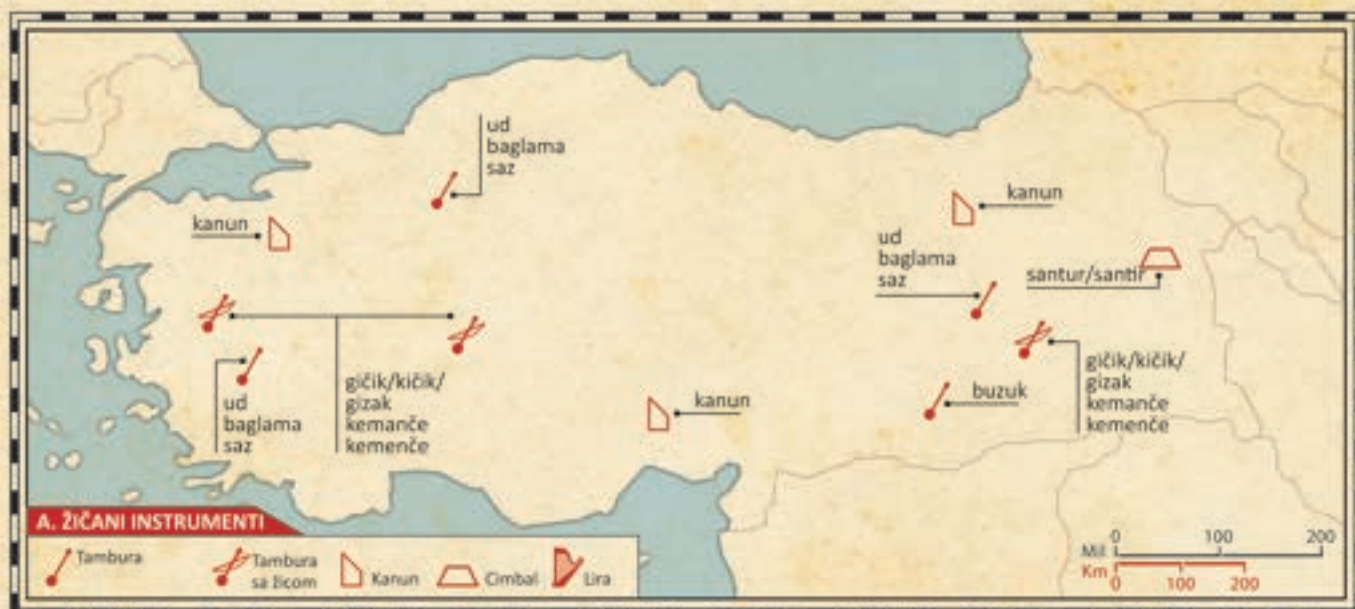 ud
baglama
saz
kanun
kanun
ud
baglama
saz
santur/santir
gičik/kičik/
gizak
kemanče
kemenče
ud
baglama
saz
kanun
buzuk
gičik/kičik/
gizak
kemanče
kemenče
A. ŽIČANI INSTRUMENTI
Tambura
Tambura
sa žicom
Kanun
Cimbal
Lira
Mil 0 100 200
Km 0 100 200